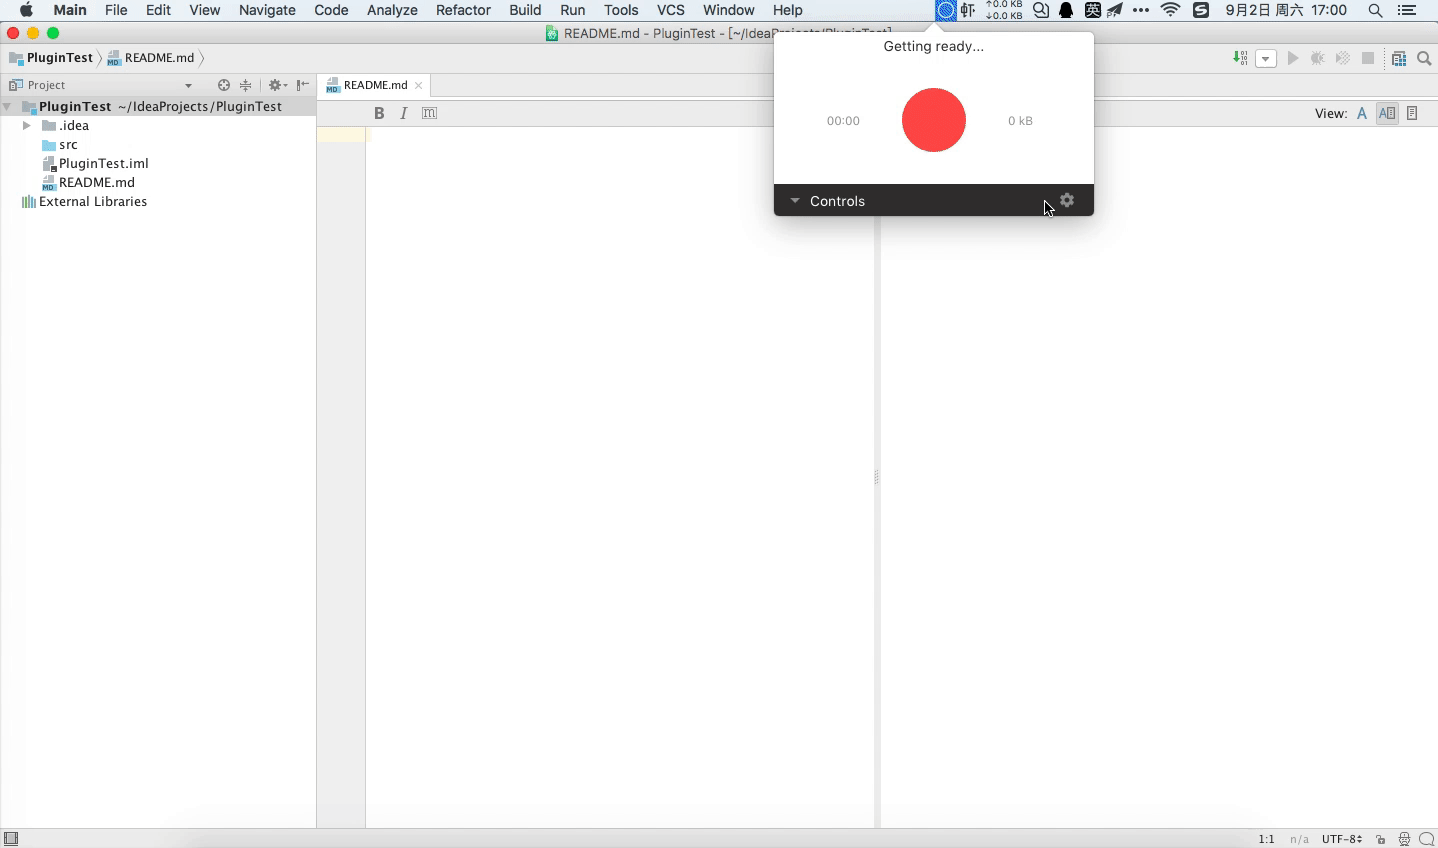 Main File Edit View Navigate Code Analyze Refactor Build Run Tools VCS Window Help 虾 ↑0.0 KB ↓0.0 KB 英 9月2日 周六 17:00
README.md - PluginTest - [~/IdeaProjects/PluginTest]
Getting ready...
PluginTest README.md
Project
README.md
PluginTest ~/IdeaProjects/PluginTest
B I m
View: A
00:00
0 kB
.idea
src
PluginTest.iml
README.md
External Libraries
Controls
1:1 n/a UTF-8